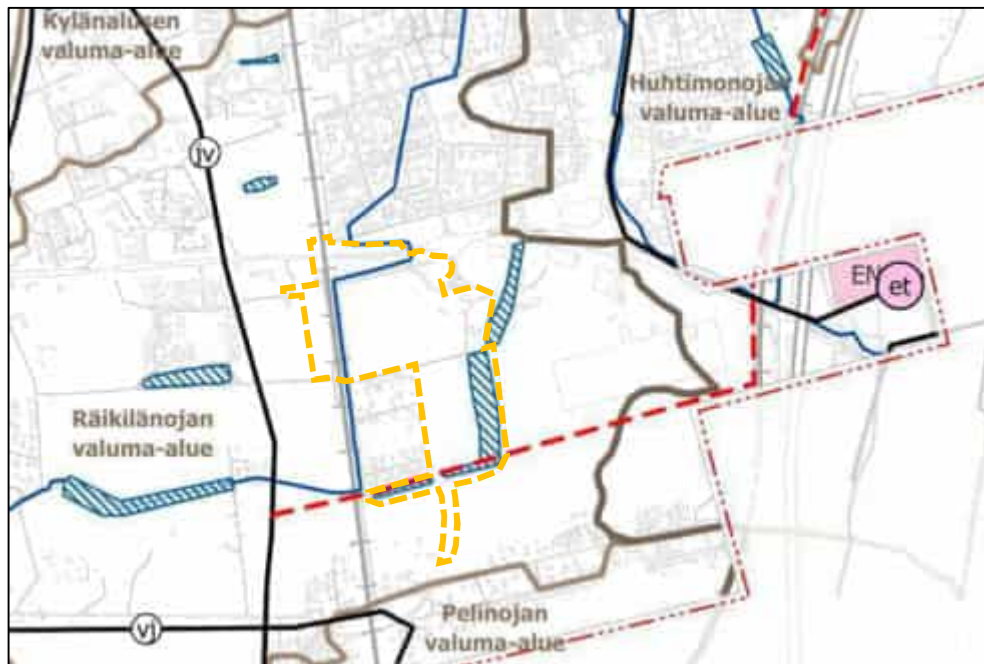 Kylänalusen
valuma-alue
Huhtimonojan
valuma-alue
jv
EN
et
Räikilänojan
valuma-alue
Pelinojan
valuma-alue
vj